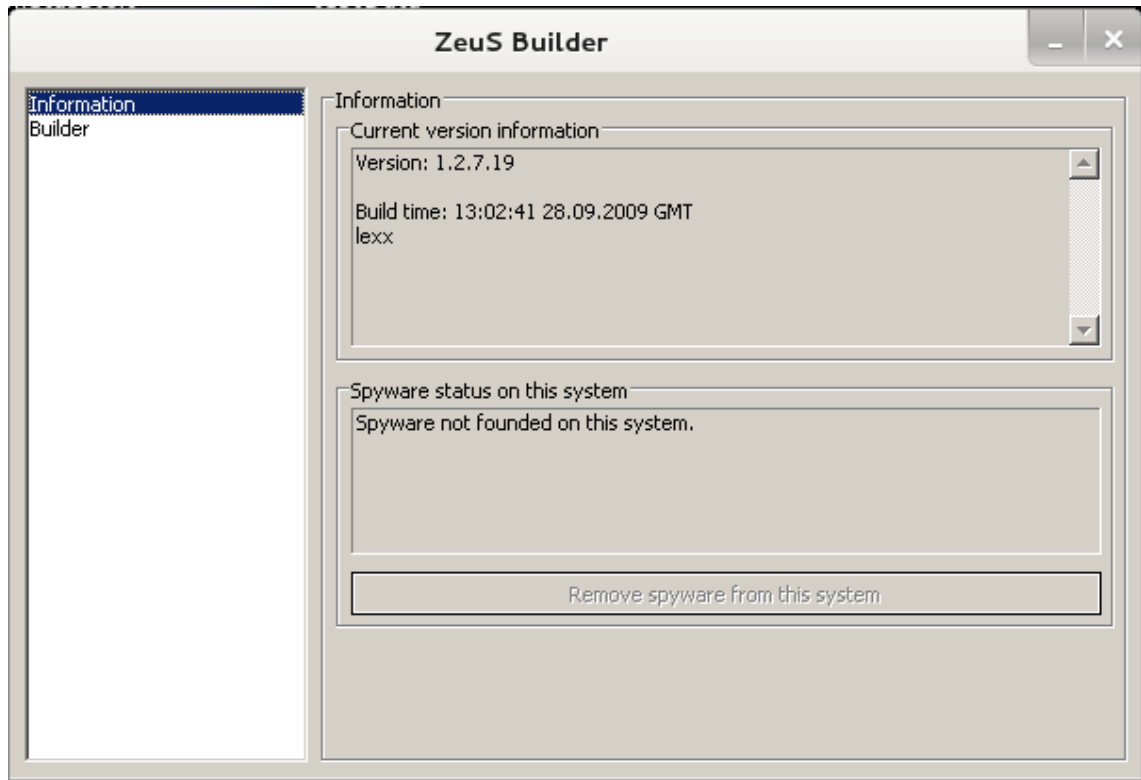 ZeuS Builder
Information
Builder
Information
Current version information
Version: 1.2.7.19
Build time: 13:02:41 28.09.2009 GMT
lexx
Spyware status on this system
Spyware not founded on this system.
Remove spyware from this system